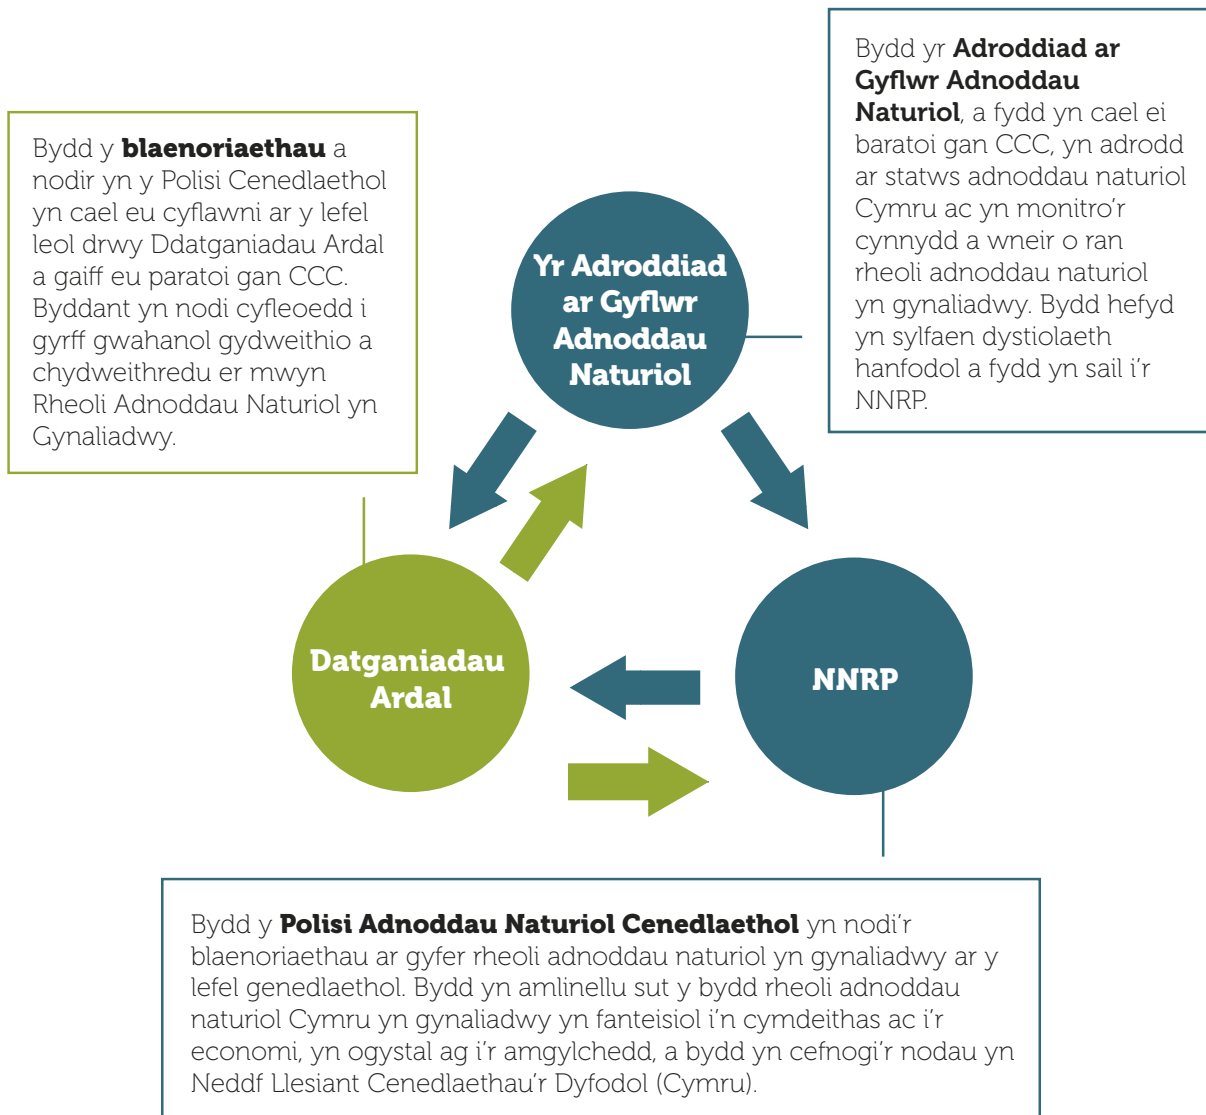 Bydd yr Adroddiad ar
Gyflwr Adnoddau
Naturiol, a fydd yn cael ei
baratoi gan CCC, yn adrodd
ar statws adnoddau naturiol
Cymru ac yn monitro’r
cynnydd a wneir o ran
rheoli adnoddau naturiol
yn gynaliadwy. Bydd hefyd
yn sylfaen dystiolaeth
hanfodol a fydd yn sail i’r
NNRP.
Bydd y blaenoriaethau a
nodir yn y Polisi Cenedlaethol
yn cael eu cyflawni ar y lefel
leol drwy Ddatganiadau Ardal
a gaiff eu paratoi gan CCC.
Byddant yn nodi cyfleoedd i
gyrff gwahanol gydweithio a
chydweithredu er mwyn
Rheoli Adnoddau Naturiol yn
Gynaliadwy.
Yr Adroddiad
ar Gyflwr
Adnoddau
Naturiol
Datganiadau
Ardal
NNRP
Bydd y Polisi Adnoddau Naturiol Cenedlaethol yn nodi’r
blaenoriaethau ar gyfer rheoli adnoddau naturiol yn gynaliadwy ar y
lefel genedlaethol. Bydd yn amlinellu sut y bydd rheoli adnoddau
naturiol Cymru yn gynaliadwy yn fanteisiol i’n cymdeithas ac i’r
economi, yn ogystal ag i’r amgylchedd, a bydd yn cefnogi’r nodau yn
Neddf Llesiant Cenedlaethau’r Dyfodol (Cymru).